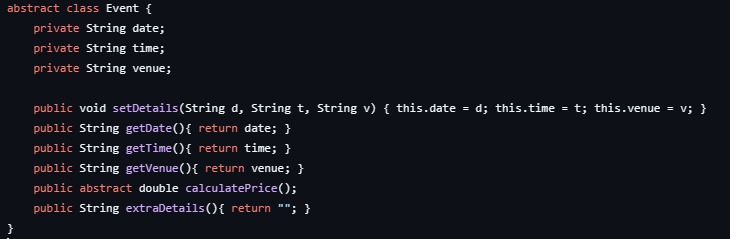 abstract class Event {
    private String date;
    private String time;
    private String venue;

    public void setDetails(String d, String t, String v) { this.date = d; this.time = t; this.venue = v; }
    public String getDate(){ return date; }
    public String getTime(){ return time; }
    public String getVenue(){ return venue; }
    public abstract double calculatePrice();
    public String extraDetails(){ return ""; }
}